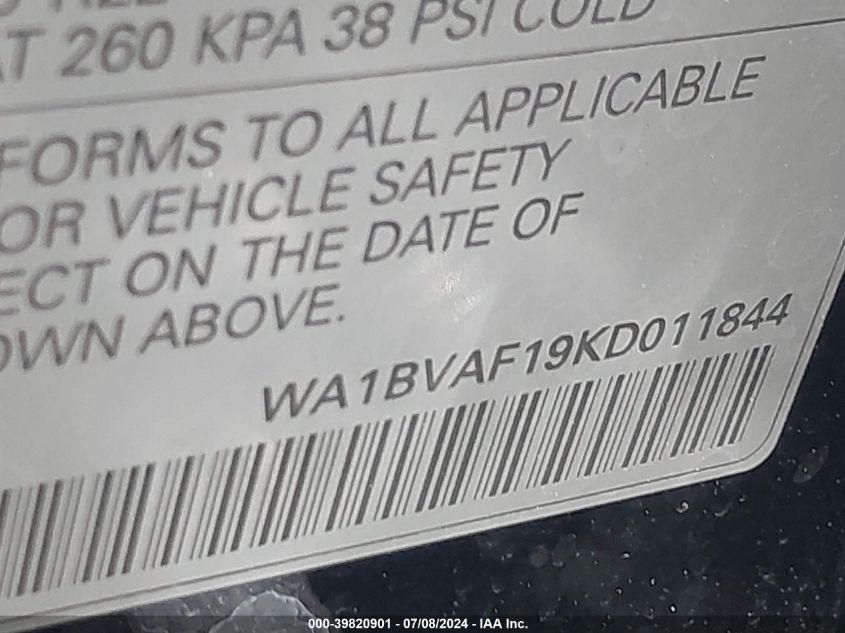 AT 260 KPA 38 PSI COLD
FORMS TO ALL APPLICABLE
OR VEHICLE SAFETY
ECT ON THE DATE OF
OWN ABOVE.
WA1BVAF19KD011844
000-39820901 - 07/08/2024 - IAA Inc.